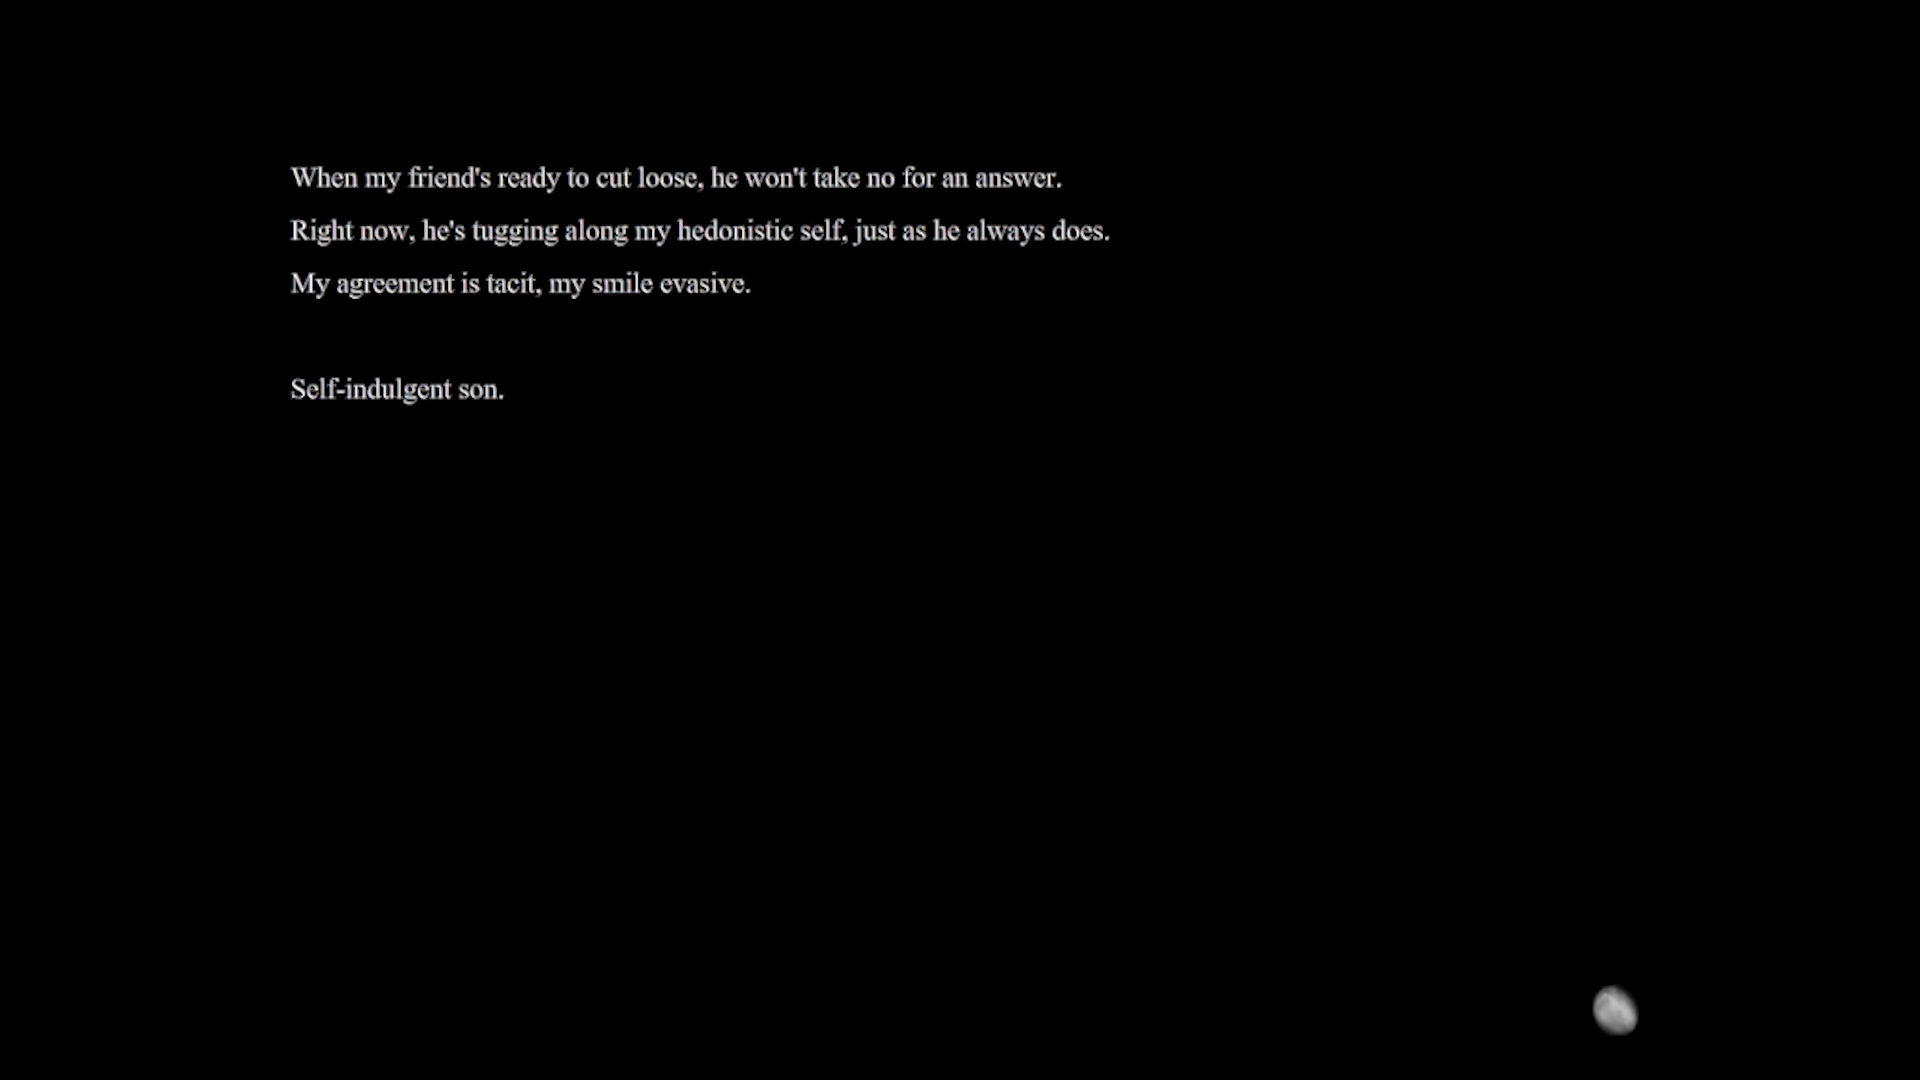 When my friend's ready to cut loose, he won't take no for an answer.
Right now, he's tugging along my hedonistic self, just as he always does.
My agreement is tacit, my smile evasive.
Self-indulgent son.